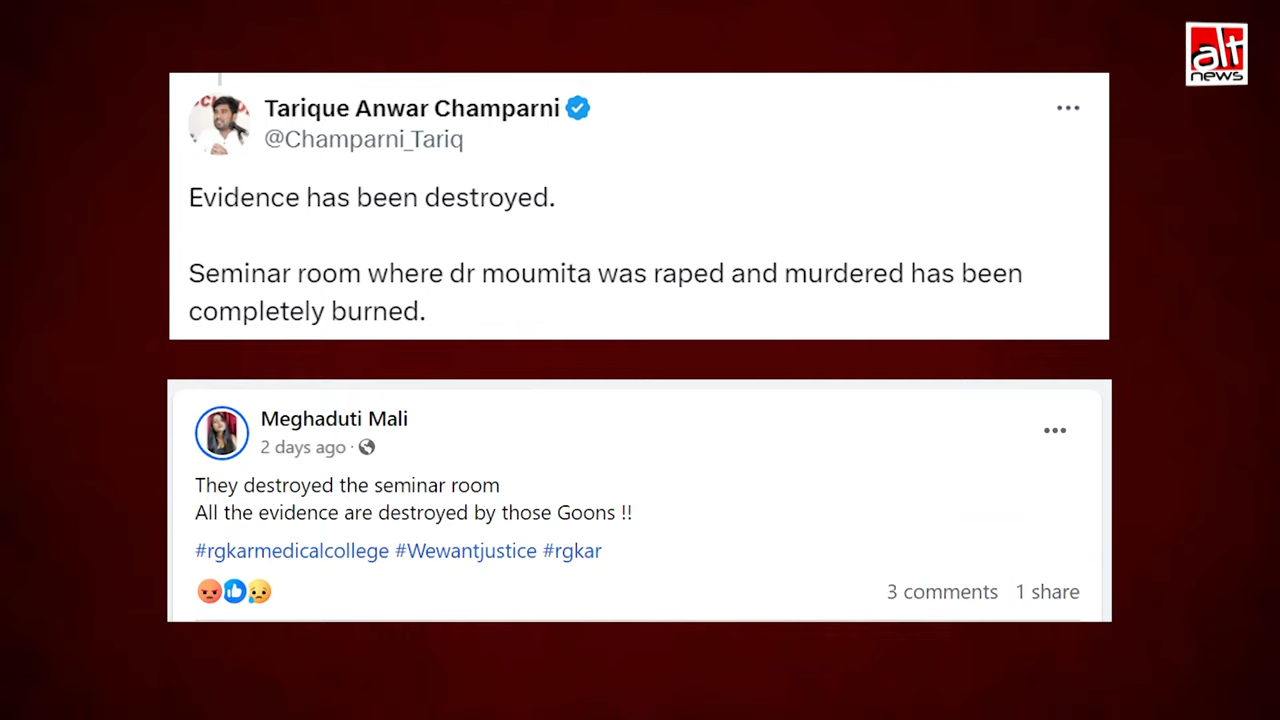 alt
news
Tarique Anwar Champarni
@Champarni_Tariq
Evidence has been destroyed.
Seminar room where dr moumita was raped and murdered has been
completely burned.
Meghaduti Mali
2 days ago ·
They destroyed the seminar room
All the evidence are destroyed by those Goons !!
#rgkarmedicalcollege #Wewantjustice #rgkar
3 comments 1 share